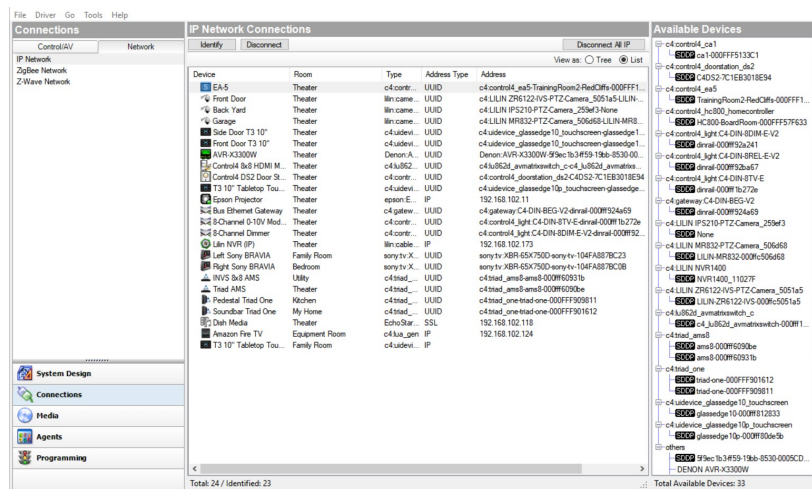 File Driver Go Tools Help
Connections
Control/AV Network
IP Network
ZigBee Network
Z-Wave Network
System Design
Connections
Media
Agents
Programming
IP Network Connections
Identify Disconnect Disconnect All IP
View as: Tree List
Device Room Type Address Type Address
EA-5 Theater c4:contr... UUID c4:control4_ea5-TrainingRoom2-RedCliffs-000FFF1...
Front Door Theater lilin:came... UUID c4:LILIN ZR6122-IVS-PTZ-Camera_5051a5-LILIN-...
Back Yard Theater lilin:came... UUID c4:LILIN IPS210-PTZ-Camera_259ef3-None
Garage Theater lilin:came... UUID c4:LILIN MR832-PTZ-Camera_506d68-LILIN-MR8...
Side Door T3 10" Theater c4:uidevi... UUID c4:uidevice_glassedge10_touchscreen-glassedge1...
Front Door T3 10" Theater c4:uidevi... UUID c4:uidevice_glassedge10_touchscreen-glassedge1...
AVR-X3300W Theater Denon:A... UUID Denon:AVR-X3300W-5f9ec1b3-ff59-19bb-8530-00...
Control4 8x8 HDMI M... Theater c4:lu862... UUID c4:lu862d_avmatrixswitch_c-c4_lu862d_avmatrixs...
Control4 DS2 Door St... Theater c4:contr... UUID c4:control4_doorstation_ds2-C4DS2-7C1EB3018E94
T3 10" Tabletop Tou... Theater c4:uidevi... UUID c4:uidevice_glassedge10p_touchscreen-glassedge...
Epson Projector Theater epson:E... IP 192.168.102.11
Bus Ethernet Gateway Theater c4:gatew... UUID c4:gateway:C4-DIN-BEG-V2-dinrail-000fff924a69
8-Channel 0-10V Mod... Theater c4:contr... UUID c4:control4_light:C4-DIN-8TV-E-dinrail-000fff1b272e
8-Channel Dimmer Theater c4:contr... UUID c4:control4_light:C4-DIN-8DIM-E-V2-dinrail-000fff92...
Lilin NVR (IP) Theater lilin:cable... IP 192.168.102.173
Left Sony BRAVIA Family Room sony:tv:X... UUID sony:tv:XBR-65X750D-sony-tv-104FA887BC23
Right Sony BRAVIA Bedroom sony:tv:X... UUID sony:tv:XBR-65X750D-sony-tv-104FA887BC0B
INVS 8x8 AMS Utility c4:triad_... UUID c4:triad_ams8-ams8-000fff60931b
Triad AMS Theater c4:triad_... UUID c4:triad_ams8-ams8-000fff6090be
Pedestal Triad One Kitchen c4:triad_... UUID c4:triad_one-triad-one-000FFF909811
Soundbar Triad One My Home c4:triad_... UUID c4:triad_one-triad-one-000FFF901612
Dish Media Theater EchoStar... SSL 192.168.102.118
Amazon Fire TV Equipment Room c4:lua_gen IP 192.168.102.124
T3 10" Tabletop Tou... Family Room c4:uidevi... IP
Total: 24 / Identified: 23
Available Devices
c4:control4_ca1
SDDP ca1-000FFF5133C1
c4:control4_doorstation_ds2
SDDP C4DS2-7C1EB3018E94
c4:control4_ea5
SDDP TrainingRoom2-RedCliffs-000FFF1...
c4:control4_hc800_homecontroller
SDDP HC800-BoardRoom-000FFF57F633
c4:control4_light:C4-DIN-8DIM-E-V2
SDDP dinrail-000fff92a241
c4:control4_light:C4-DIN-8REL-E-V2
SDDP dinrail-000fff92ba67
c4:control4_light:C4-DIN-8TV-E
SDDP dinrail-000fff1b272e
c4:gateway:C4-DIN-BEG-V2
SDDP dinrail-000fff924a69
c4:LILIN IPS210-PTZ-Camera_259ef3
SDDP None
c4:LILIN MR832-PTZ-Camera_506d68
SDDP LILIN-MR832-000ffc506d68
c4:LILIN NVR1400
SDDP NVR1400_11027F
c4:LILIN ZR6122-IVS-PTZ-Camera_5051a5
SDDP LILIN-ZR6122-IVS-000ffc5051a5
c4:lu862d_avmatrixswitch_c
SDDP c4_lu862d_avmatrixswitch-000fff1...
c4:triad_ams8
SDDP ams8-000fff6090be
SDDP ams8-000fff60931b
c4:triad_one
SDDP triad-one-000FFF901612
SDDP triad-one-000FFF909811
c4:uidevice_glassedge10_touchscreen
SDDP glassedge10-000fff812833
c4:uidevice_glassedge10p_touchscreen
SDDP glassedge10p-000fff80de5b
others
SDDP 5f9ec1b3-ff59-19bb-8530-0005CD...
DENON AVR-X3300W
Total Available Devices: 33